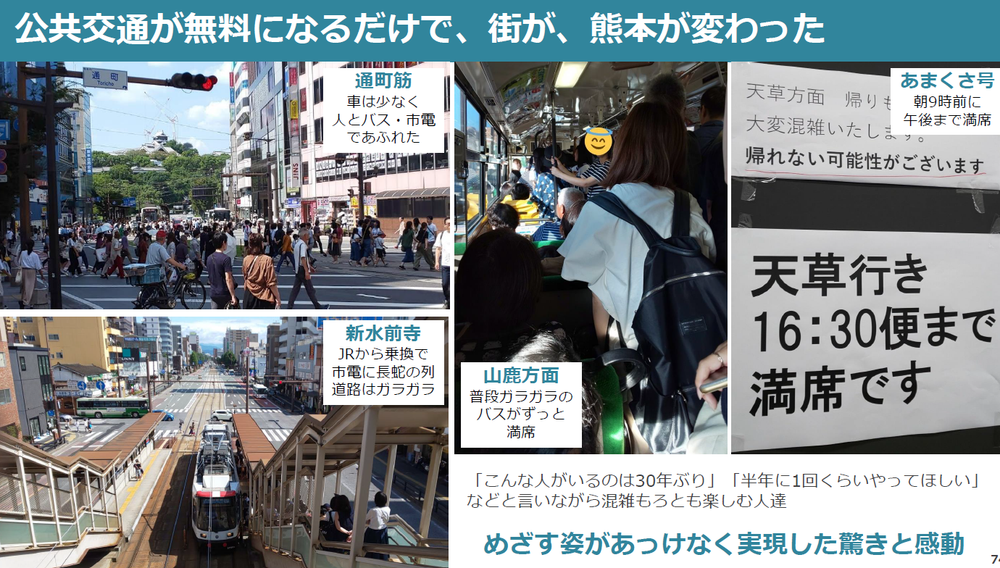 公共交通が無料になるだけで、街が、熊本が変わった
通町
Toricho
通町筋
車は少なく
人とバス・市電
であふれた
JINS
新水前寺
JRから乗換で
市電に長蛇の列
道路はガラガラ
山鹿方面
普段ガラガラの
バスがずっと
満席
あまくさ号
朝9時前に
午後まで満席
天草方面 帰りも
大変混雑いたします。
帰れない可能性がございます
天草行き
16:30便まで
満席です
「こんな人がいるのは30年ぶり」「半年に1回くらいやってほしい」
などと言いながら混雑もろとも楽しむ人達
めざす姿があっけなく実現した驚きと感動